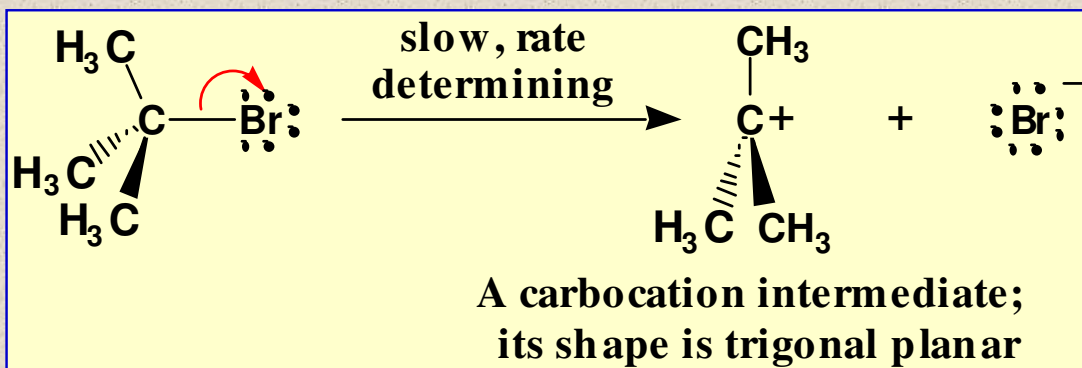 H3C
C
Br
H3C
H3C
slow, rate
determining
CH3
C+
H3C CH3
+
Br –
A carbocation intermediate;
its shape is trigonal planar